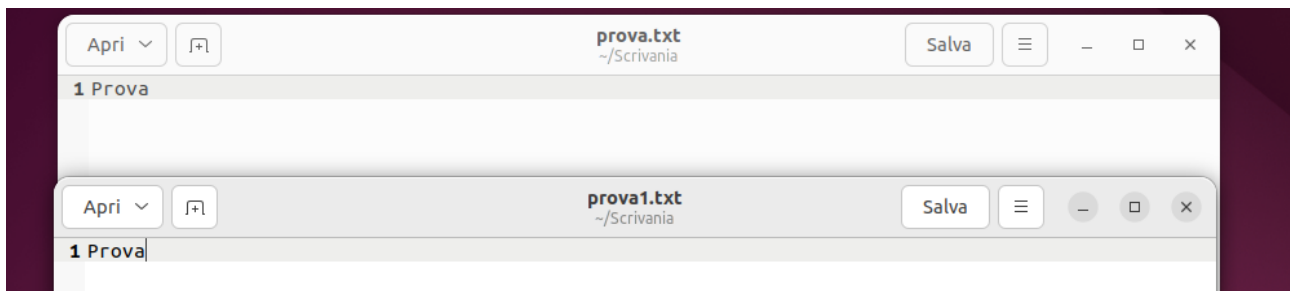 Apri
prova.txt
~/Scrivania
Salva
1 Prova
Apri
prova1.txt
~/Scrivania
Salva
1 Prova